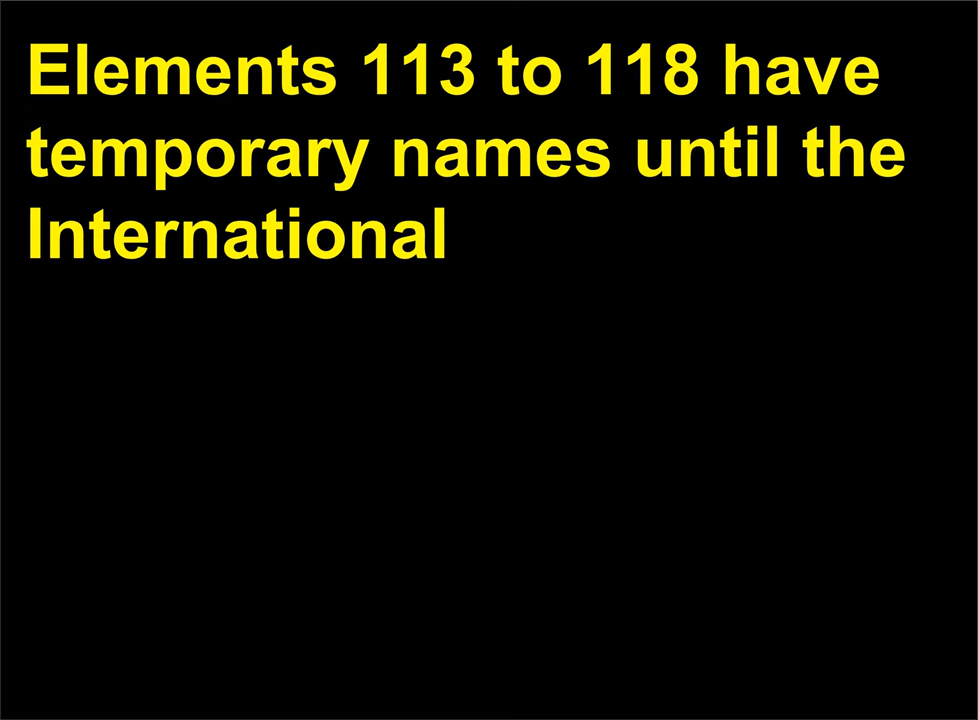 Elements 113 to 118 have
temporary names until the
International